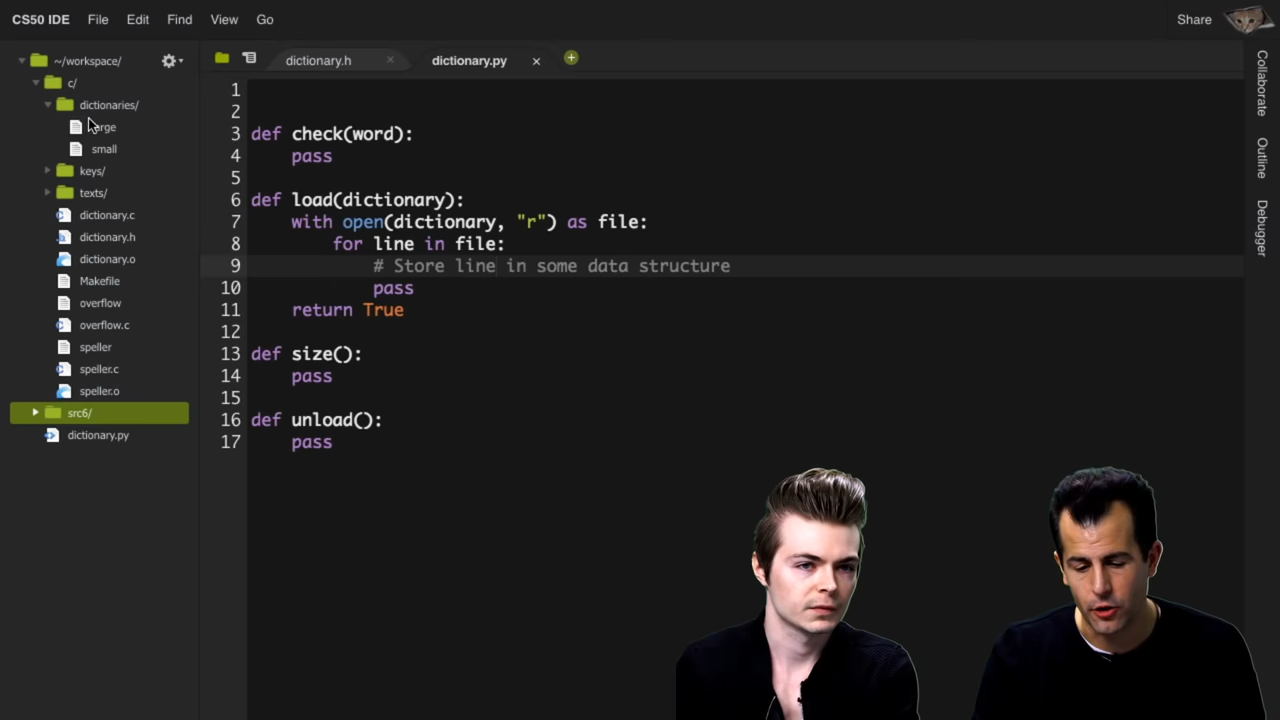 CS50 IDE File Edit Find View Go Share
~/workspace/
c/
dictionaries/
arge
small
keys/
texts/
dictionary.c
dictionary.h
dictionary.o
Makefile
overflow
overflow.c
speller
speller.c
speller.o
src6/
dictionary.py
dictionary.h × dictionary.py × +
1
2
3 def check(word):
4 pass
5
6 def load(dictionary):
7 with open(dictionary, "r") as file:
8 for line in file:
9 # Store line in some data structure
10 pass
11 return True
12
13 def size():
14 pass
15
16 def unload():
17 pass
Collaborate
Outline
Debugger